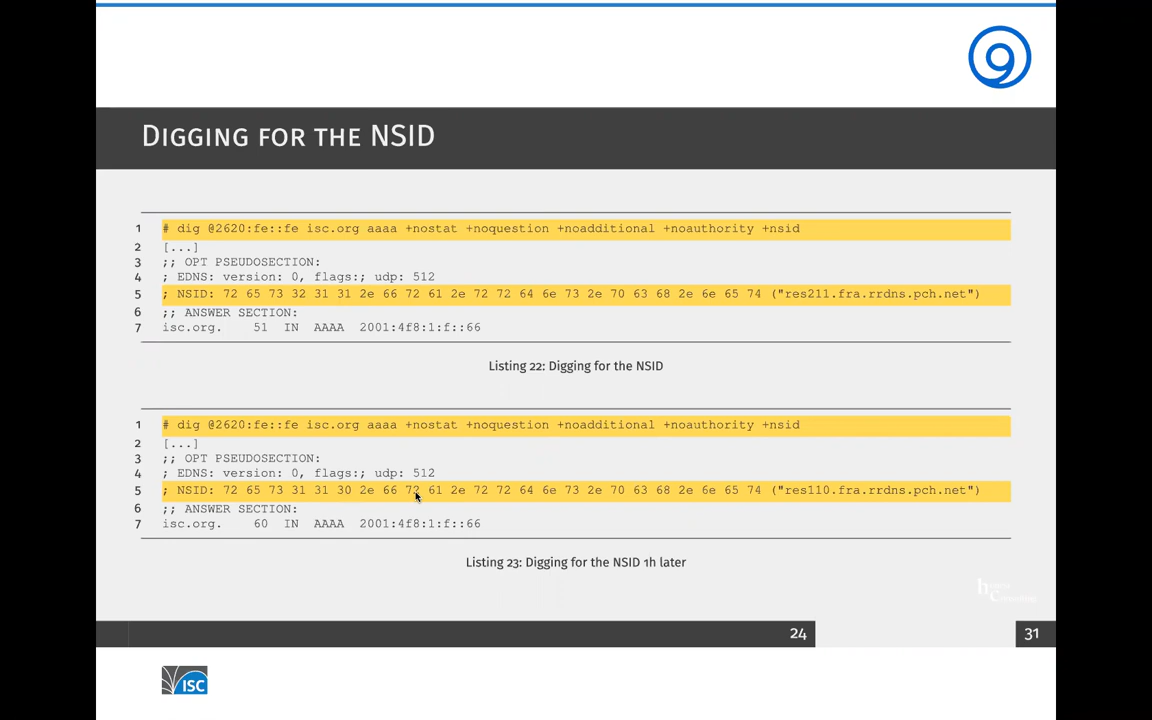 9
DIGGING FOR THE NSID
1 # dig @2620:fe::fe isc.org aaaa +nostat +noquestion +noadditional +noauthority +nsid
2 [...]
3 ;; OPT PSEUDOSECTION:
4 ; EDNS: version: 0, flags:; udp: 512
5 ; NSID: 72 65 73 32 31 31 2e 66 72 61 2e 72 72 64 6e 73 2e 70 63 68 2e 6e 65 74 ("res211.fra.rrdns.pch.net")
6 ;; ANSWER SECTION:
7 isc.org. 51 IN AAAA 2001:4f8:1:f::66
Listing 22: Digging for the NSID
1 # dig @2620:fe::fe isc.org aaaa +nostat +noquestion +noadditional +noauthority +nsid
2 [...]
3 ;; OPT PSEUDOSECTION:
4 ; EDNS: version: 0, flags:; udp: 512
5 ; NSID: 72 65 73 31 31 30 2e 66 72 61 2e 72 72 64 6e 73 2e 70 63 68 2e 6e 65 74 ("res110.fra.rrdns.pch.net")
6 ;; ANSWER SECTION:
7 isc.org. 60 IN AAAA 2001:4f8:1:f::66
Listing 23: Digging for the NSID 1h later
24 31
ISC